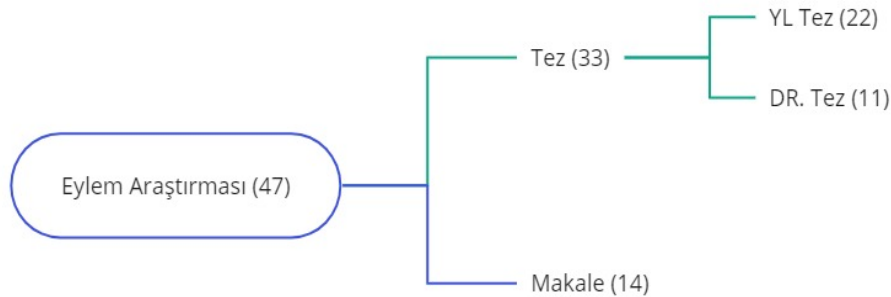 YL Tez (22)
Tez (33)
DR. Tez (11)
Eylem Araştırması (47)
Makale (14)